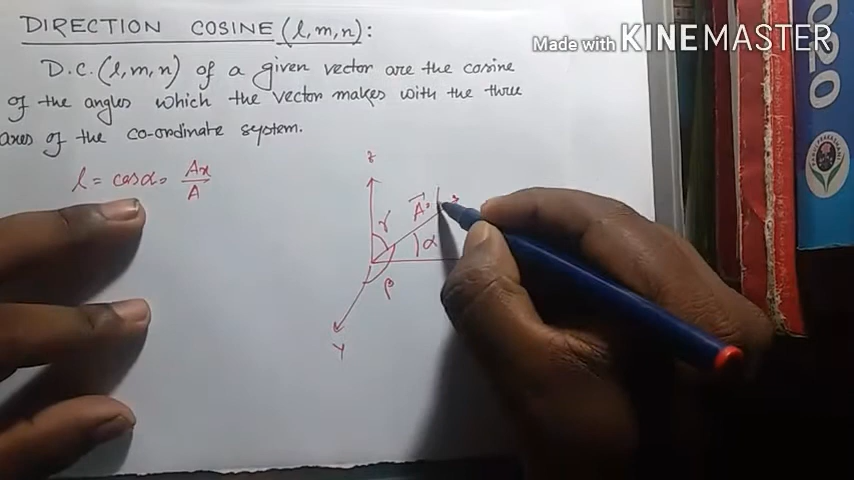 DIRECTION COSINE (l, m, n):
Made with KINEMASTER
D.C. (l, m, n) of a given vector are the cosine
of the angles which the vector makes with the three
axes of the co-ordinate system.
l = cosα = Ax
A
z
A
γ
α
β
Y